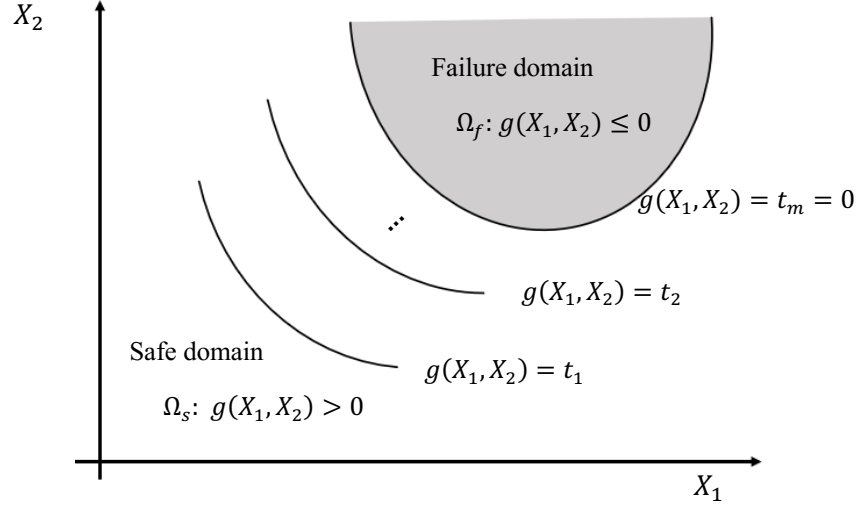 X₂
Failure domain
Ω_f: g(X₁, X₂) ≤ 0
g(X₁, X₂) = t_m = 0
g(X₁, X₂) = t₂
Safe domain
g(X₁, X₂) = t₁
Ω_s: g(X₁, X₂) > 0
X₁